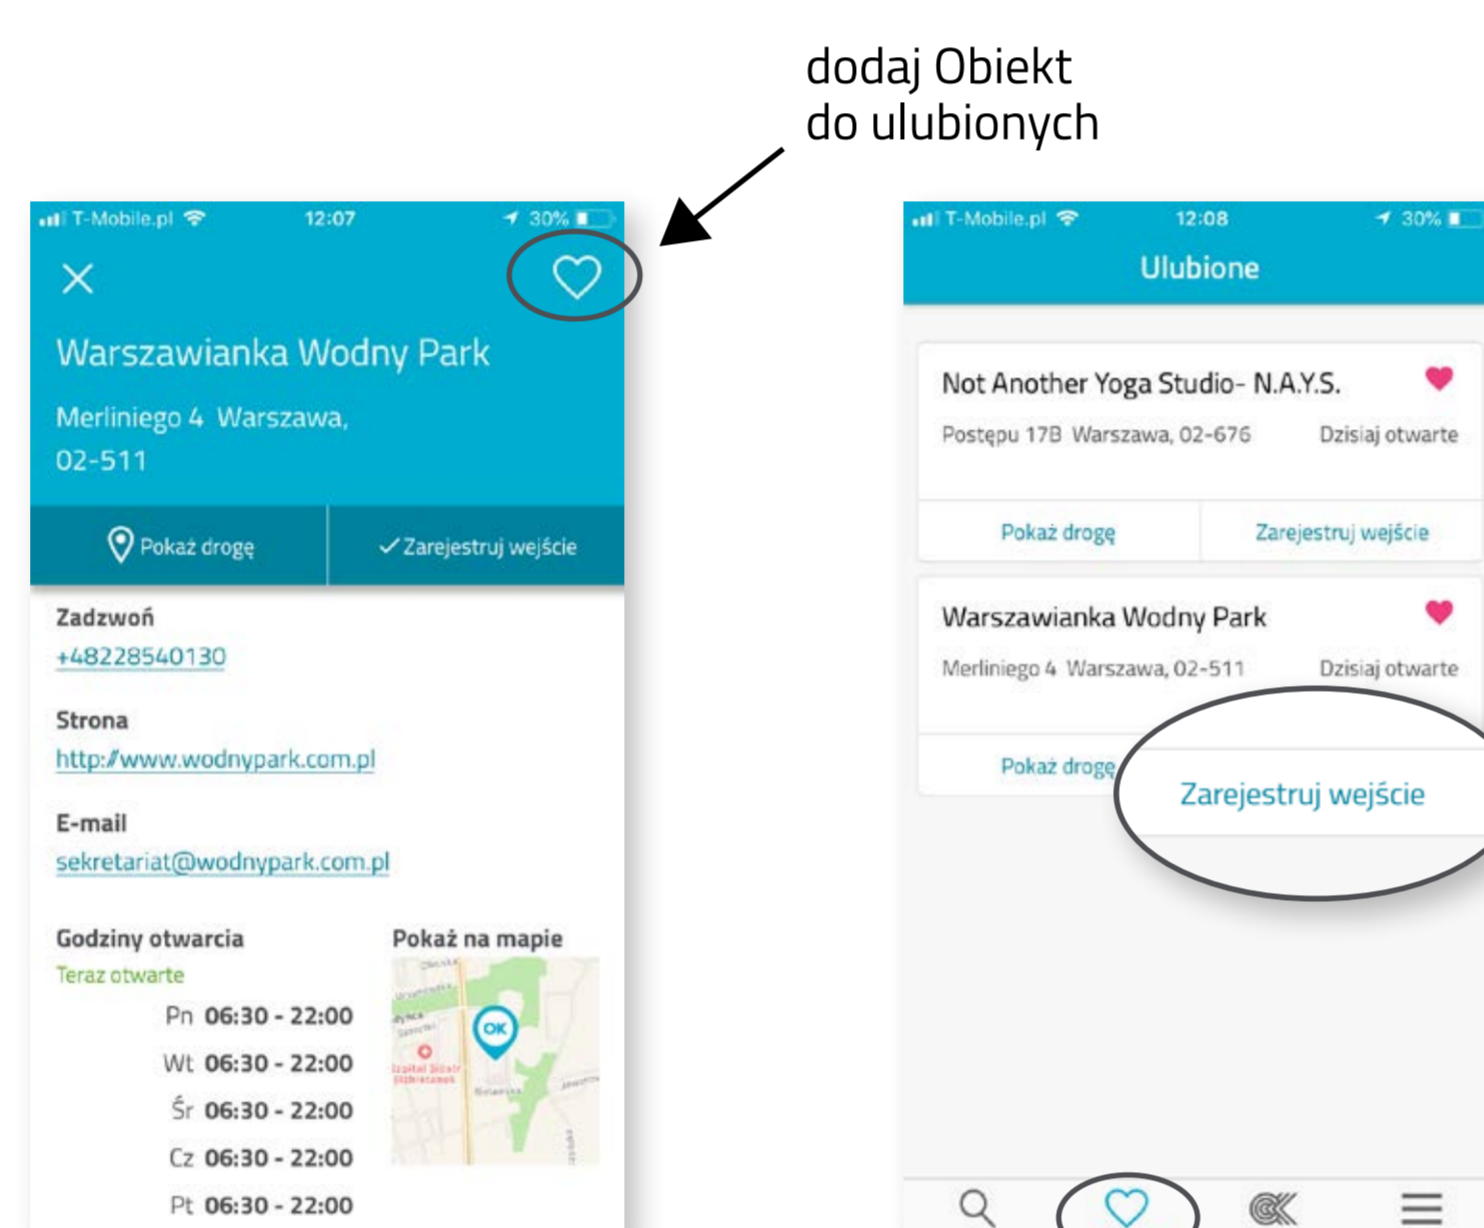 dodaj Obiekt
do ulubionych
T-Mobile.pl 12:07 30%
Warszawianka Wodny Park
Merliniego 4 Warszawa,
02-511
Pokaż drogę
Zarejestruj wejście
Zadzwoń
+48228540130
Strona
http://www.wodnypark.com.pl
E-mail
sekretariat@wodnypark.com.pl
Godziny otwarcia
Teraz otwarte
Pn 06:30 - 22:00
Wt 06:30 - 22:00
Śr 06:30 - 22:00
Cz 06:30 - 22:00
Pt 06:30 - 22:00
Pokaż na mapie
OK
T-Mobile.pl 12:08 30%
Ulubione
Not Another Yoga Studio- N.A.Y.S.
Postępu 17B Warszawa, 02-676 Dzisiaj otwarte
Pokaż drogę Zarejestruj wejście
Warszawianka Wodny Park
Merliniego 4 Warszawa, 02-511 Dzisiaj otwarte
Pokaż drogę Zarejestruj wejście